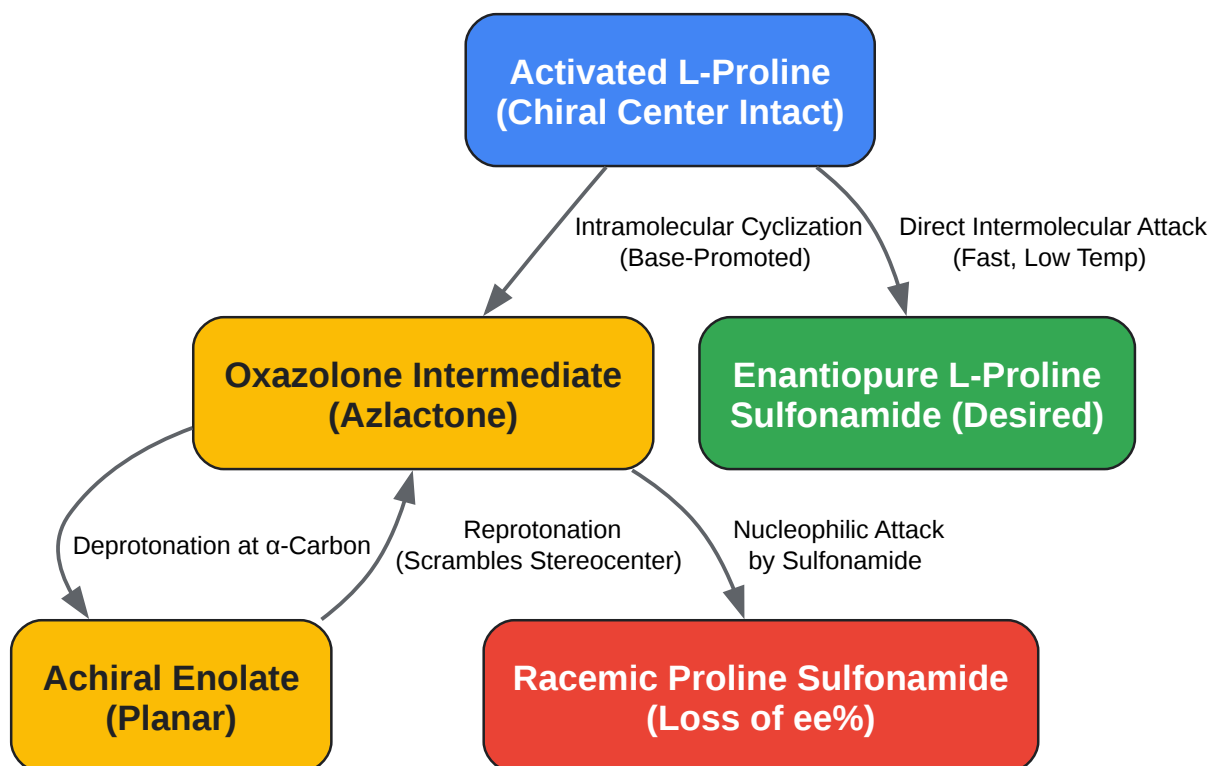 Activated L-Proline
(Chiral Center Intact)
Intramolecular Cyclization
(Base-Promoted)
Direct Intermolecular Attack
(Fast, Low Temp)
Oxazolone Intermediate
(Azlactone)
Enantiopure L-Proline
Sulfonamide (Desired)
Deprotonation at α-Carbon
Reprotonation
(Scrambles Stereocenter)
Nucleophilic Attack
by Sulfonamide
Achiral Enolate
(Planar)
Racemic Proline Sulfonamide
(Loss of ee%)